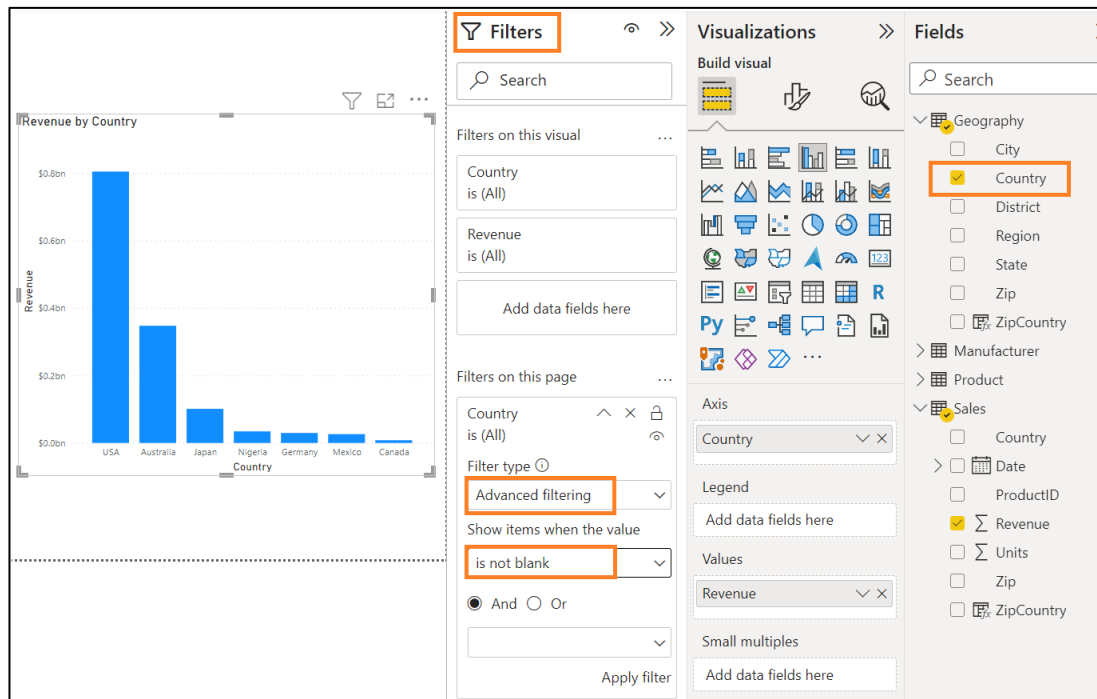 Revenue by Country
$0.8bn
$0.6bn
$0.4bn
$0.2bn
$0.0bn
Revenue
USA Australia Japan Nigeria Germany Mexico Canada
Country
Filters
Search
Filters on this visual ...
Country
is (All)
Revenue
is (All)
Add data fields here
Filters on this page ...
Country
is (All)
Filter type
Advanced filtering
Show items when the value
is not blank
And Or
Apply filter
Visualizations
Build visual
123
R
Py
...
Axis
Country
Legend
Add data fields here
Values
Revenue
Small multiples
Add data fields here
Fields
Search
Geography
City
Country
District
Region
State
Zip
fx ZipCountry
Manufacturer
Product
Sales
Country
Date
ProductID
∑ Revenue
∑ Units
Zip
fx ZipCountry